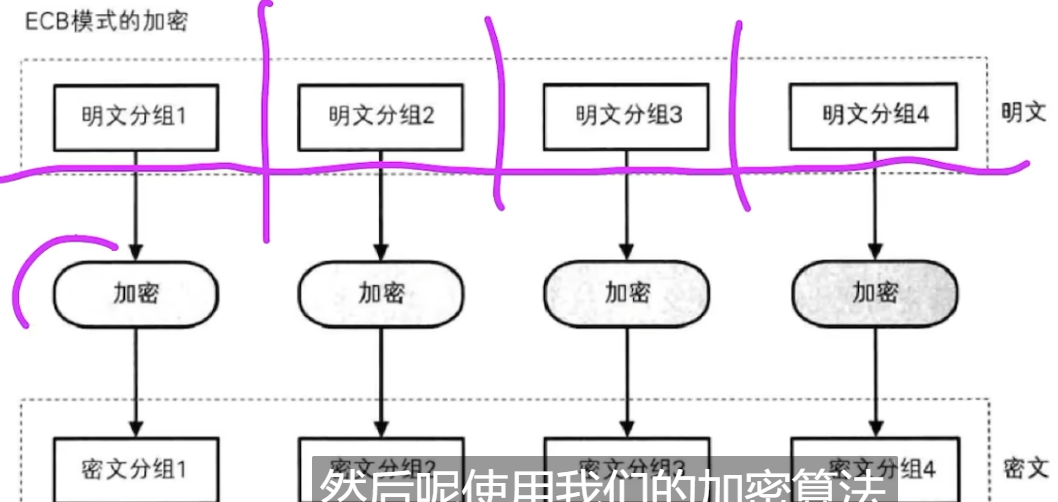 ECB模式的加密
明文分组1 明文分组2 明文分组3 明文分组4 明文
加密 加密 加密 加密
密文分组1 密文分组2 密文分组3 密文分组4 密文
然后呢使用我们的加密算法